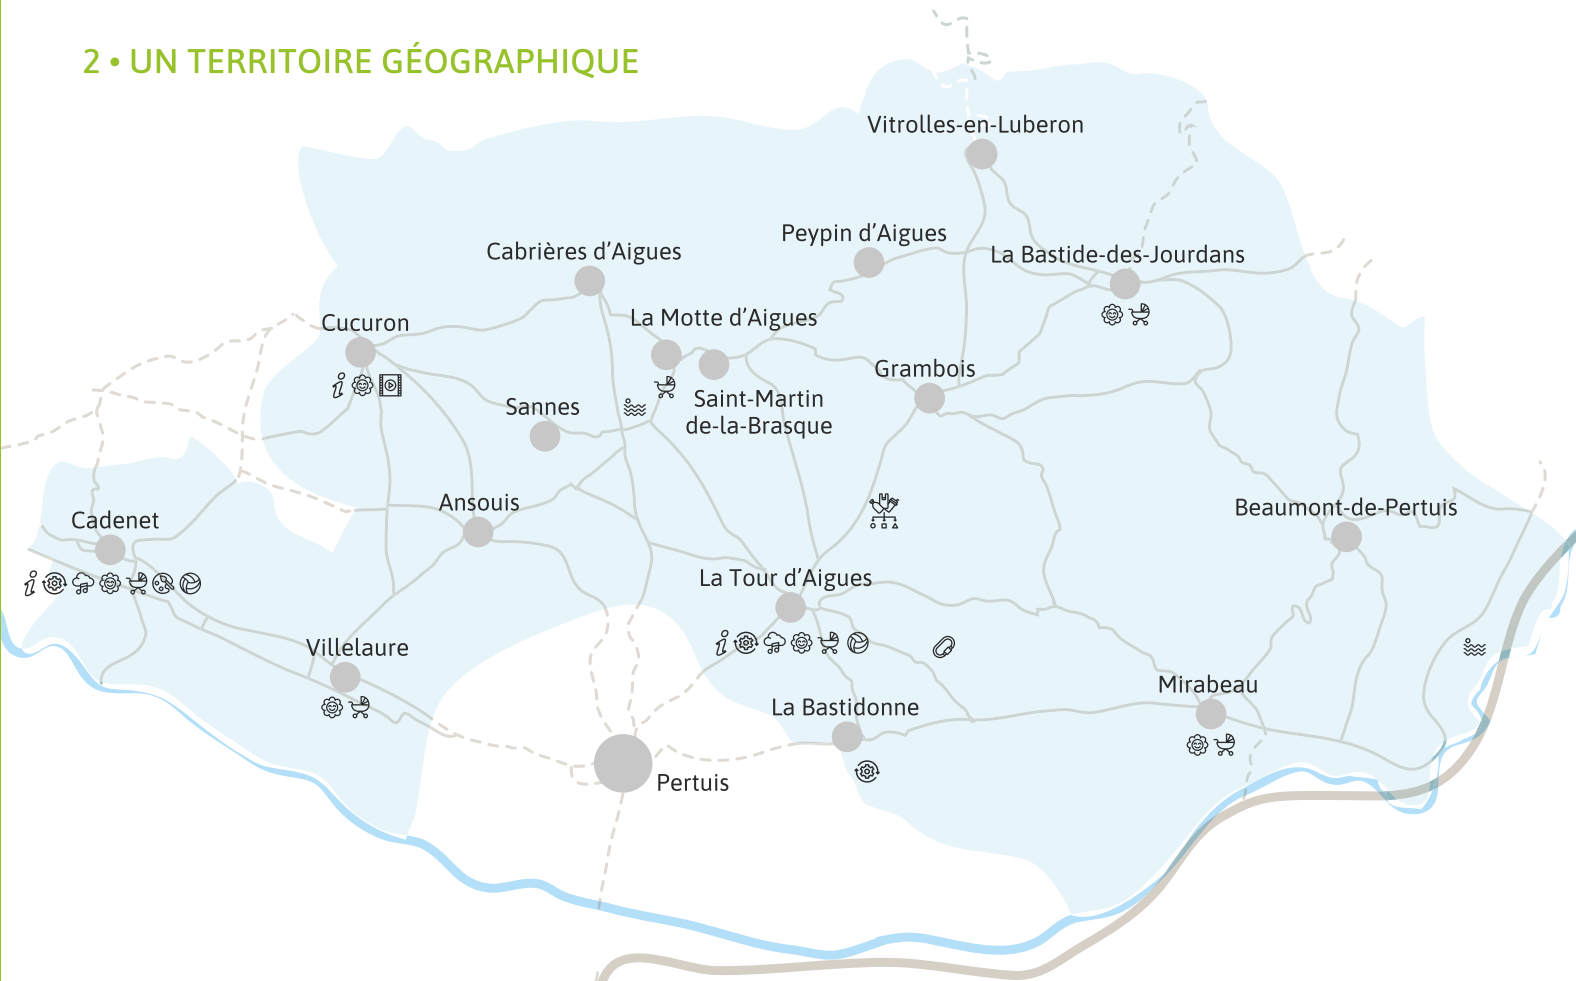 2 • UN TERRITOIRE GÉOGRAPHIQUE
Vitrolles-en-Luberon
Peypin d’Aigues
Cabrières d’Aigues
La Bastide-des-Jourdans
La Motte d’Aigues
Cucuron
Grambois
Sannes
Saint-Martin
de-la-Brasque
Ansouis
Beaumont-de-Pertuis
Cadenet
La Tour d’Aigues
Villelaure
Mirabeau
La Bastidonne
Pertuis